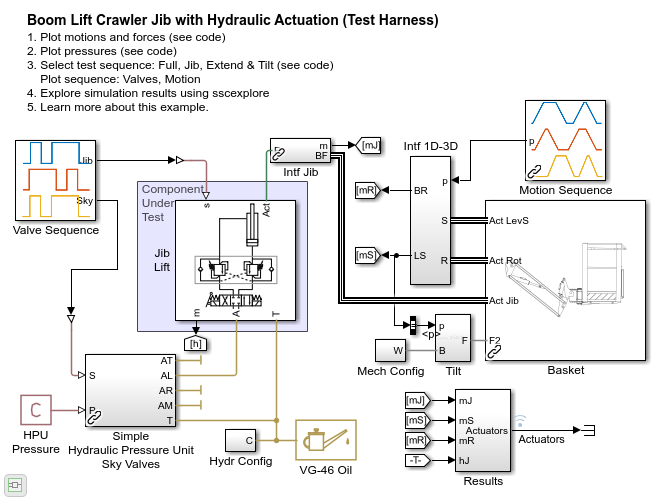 Boom Lift Crawler Jib with Hydraulic Actuation (Test Harness)
1. Plot motions and forces (see code)
2. Plot pressures (see code)
3. Select test sequence: Full, Jib, Extend & Tilt (see code)
Plot sequence: Valves, Motion
4. Explore simulation results using sscexplore
5. Learn more about this example.
Jib
Sky
Valve Sequence
F
m
BF
Intf Jib
[mJ]
Intf 1D-3D
p
BR
S
LS
R
[mR]
[mS]
p
Motion Sequence
Component
Under
Test
s
Act
Jib
Lift
m
A
T
[h]
Act LevS
Act Rot
Act Jib
F2
Basket
<p>
p
F
B
Tilt
W
Mech Config
S
P
AT
AL
AR
AM
T
C
HPU
Pressure
Simple
Hydraulic Pressure Unit
Sky Valves
C
Hydr Config
VG-46 Oil
[mJ]
[mS]
[mR]
-T-
mJ
mS
mR
hJ
Actuators
Results
Actuators